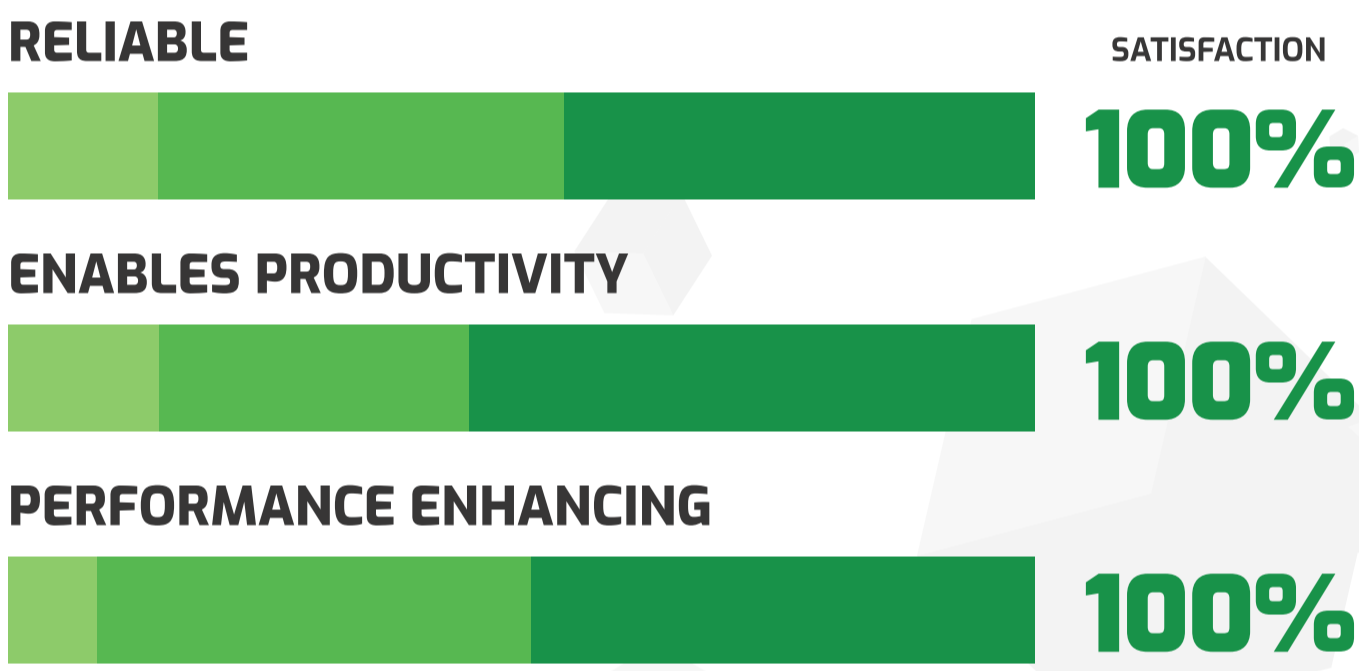 RELIABLE
SATISFACTION
100%
ENABLES PRODUCTIVITY
100%
PERFORMANCE ENHANCING
100%